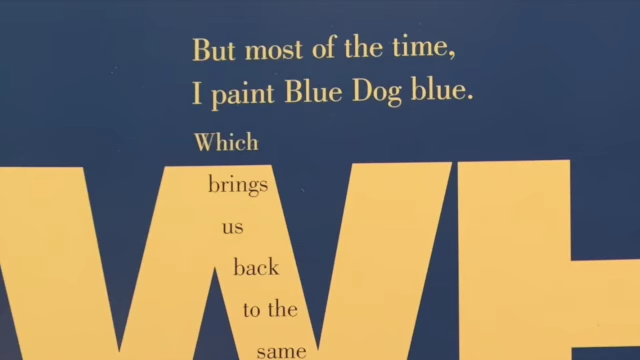 But most of the time,
I paint Blue Dog blue.
Which
brings
us
back
to the
same
WH